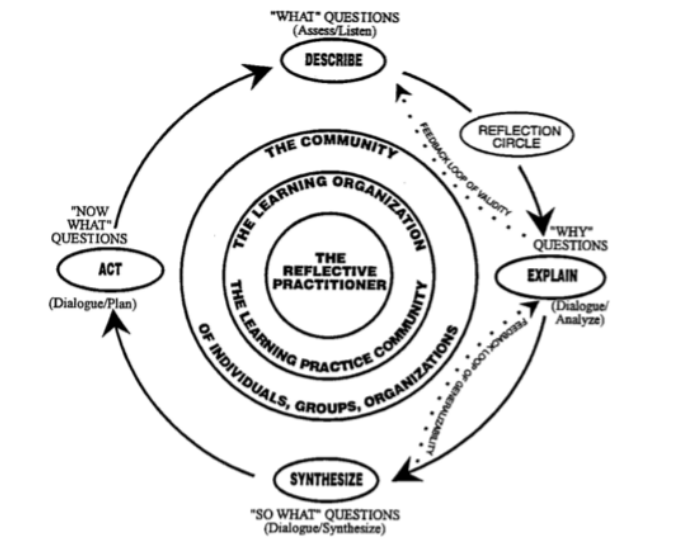 "WHAT" QUESTIONS
(Assess/Listen)
DESCRIBE
REFLECTION
CIRCLE
FEEDBACK LOOP OF VALIDITY
"WHY"
QUESTIONS
EXPLAIN
(Dialogue/
Analyze)
FEEDBACK LOOP OF GENERALIZABILITY
SYNTHESIZE
"SO WHAT" QUESTIONS
(Dialogue/Synthesize)
"NOW
WHAT"
QUESTIONS
ACT
(Dialogue/Plan)
THE COMMUNITY
OF INDIVIDUALS, GROUPS, ORGANIZATIONS
THE LEARNING ORGANIZATION
THE LEARNING PRACTICE COMMUNITY
THE
REFLECTIVE
PRACTITIONER